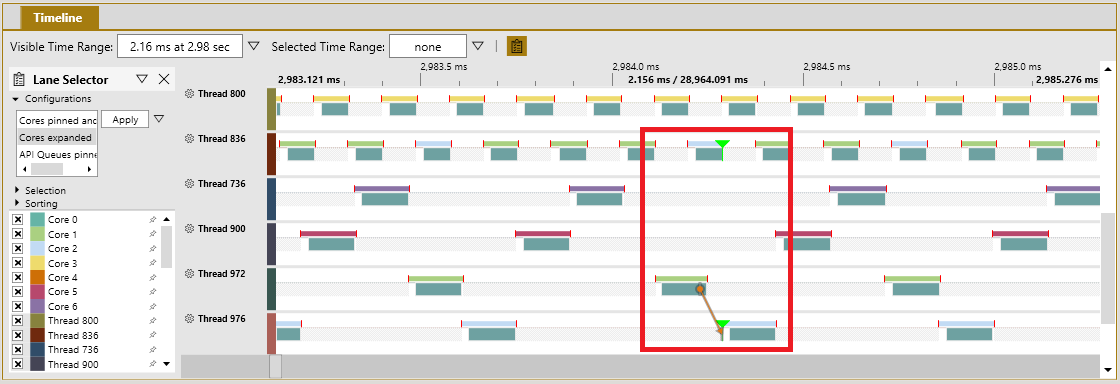 Timeline
Visible Time Range: 2.16 ms at 2.98 sec Selected Time Range: none
Lane Selector
Configurations
Cores pinned and
Apply
Cores expanded
API Queues pinne
Selection
Sorting
Core 0
Core 1
Core 2
Core 3
Core 4
Core 5
Core 6
Thread 800
Thread 836
Thread 736
Thread 900
2,983.5 ms 2,984.0 ms 2,984.5 ms 2,985.0 ms
2,983.121 ms 2.156 ms / 28,964.091 ms 2,985.276 ms
Thread 800
Thread 836
Thread 736
Thread 900
Thread 972
Thread 976